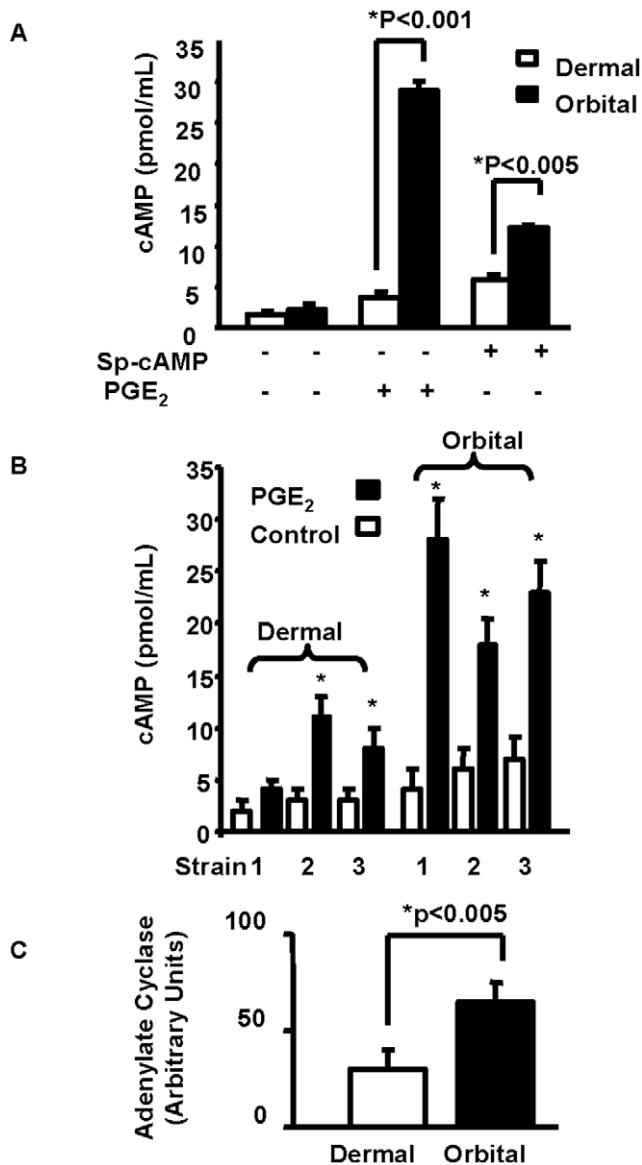 A
*P<0.001
35
30
25
20
15
10
5
0
cAMP (pmol/mL)
Dermal
Orbital
*P<0.005
Sp-cAMP - - - - + +
PGE2 - - + + - -
B
Orbital
35
30
25
20
15
10
5
0
cAMP (pmol/mL)
PGE2
Control
Dermal
* * * * *
Strain 1 2 3 1 2 3
C
*p<0.005
100
50
0
Adenylate Cyclase
(Arbitrary Units)
Dermal Orbital